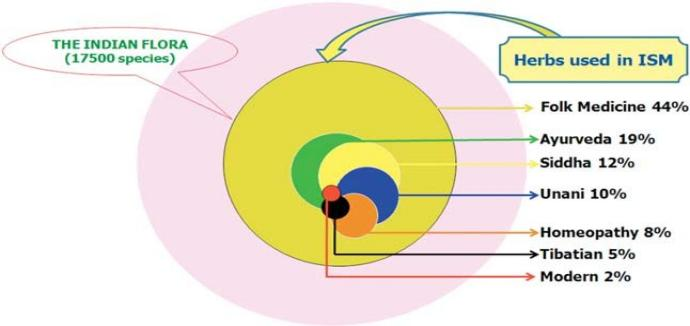 THE INDIAN FLORA
(17500 species)
Herbs used in ISM
Folk Medicine 44%
Ayurveda 19%
Siddha 12%
Unani 10%
Homeopathy 8%
Tibatian 5%
Modern 2%